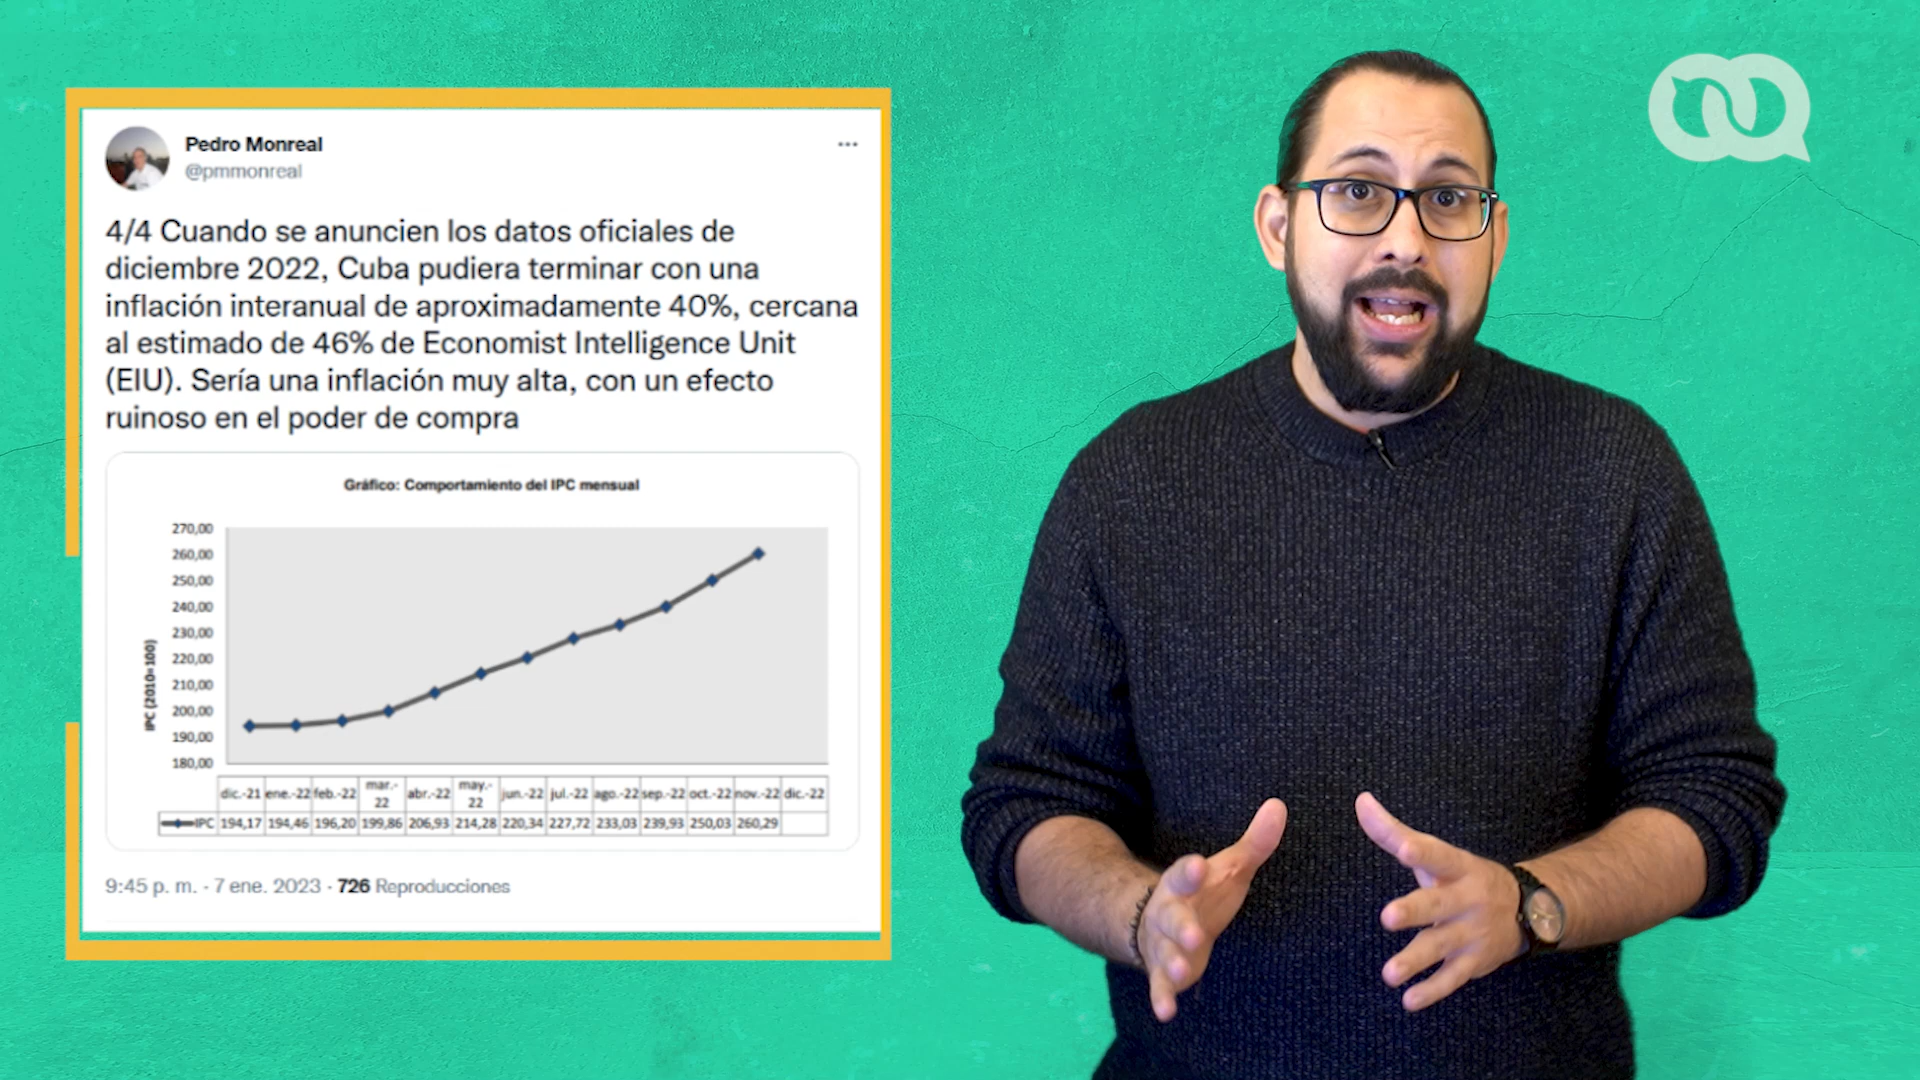 Pedro Monreal
@pmmonreal
4/4 Cuando se anuncien los datos oficiales de
diciembre 2022, Cuba pudiera terminar con una
inflación interanual de aproximadamente 40%, cercana
al estimado de 46% de Economist Intelligence Unit
(EIU). Sería una inflación muy alta, con un efecto
ruinoso en el poder de compra
Gráfico: Comportamiento del IPC mensual
IPC (2010=100)
270,00
260,00
250,00
240,00
230,00
220,00
210,00
200,00
190,00
180,00
dic.-21 ene.-22 feb.-22 mar.-22 abr.-22 may.-22 jun.-22 jul.-22 ago.-22 sep.-22 oct.-22 nov.-22 dic.-22
IPC 194,17 194,46 196,20 199,86 206,93 214,28 220,34 227,72 233,03 239,93 250,03 260,29
9:45 p. m. · 7 ene. 2023 · 726 Reproducciones